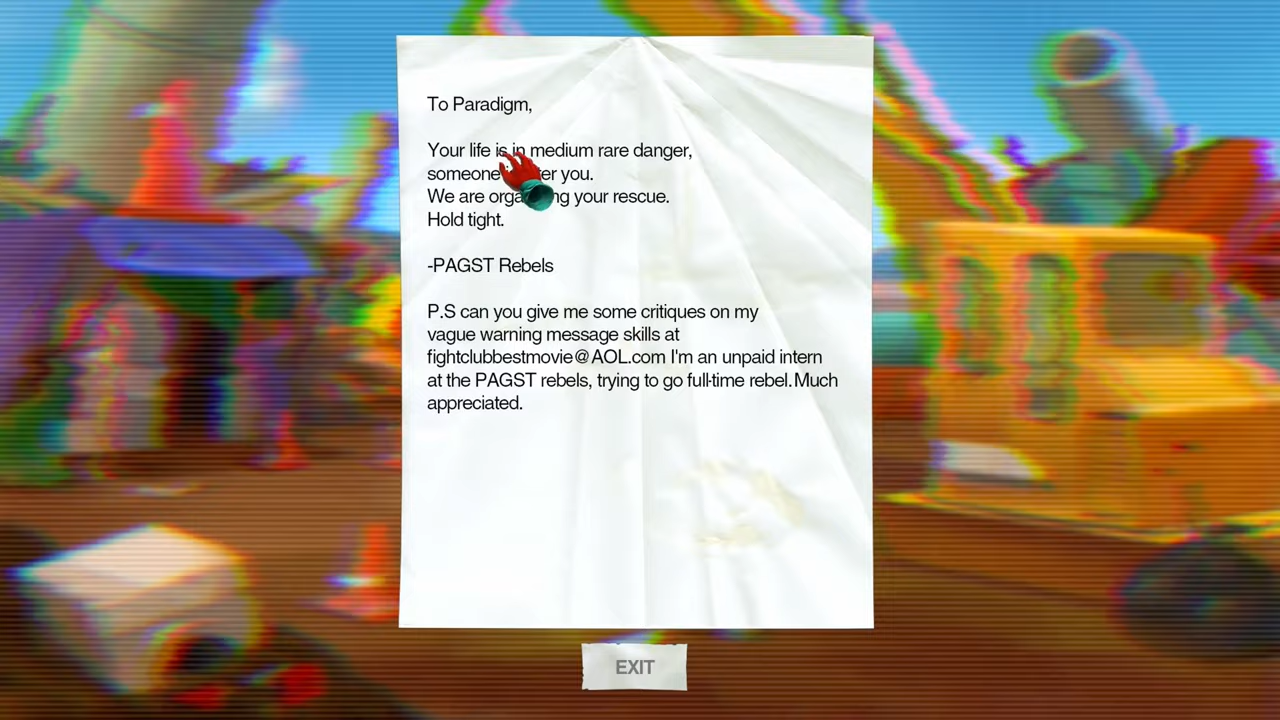 To Paradigm,
Your life is in medium rare danger,
someone you.
We are your rescue.
Hold tight.
-PAGST Rebels
P.S can you give me some critiques on my
vague warning message skills at
fightclubbestmovie@AOL.com I'm an unpaid intern
at the PAGST rebels, trying to go full-time rebel. Much
appreciated.
EXIT